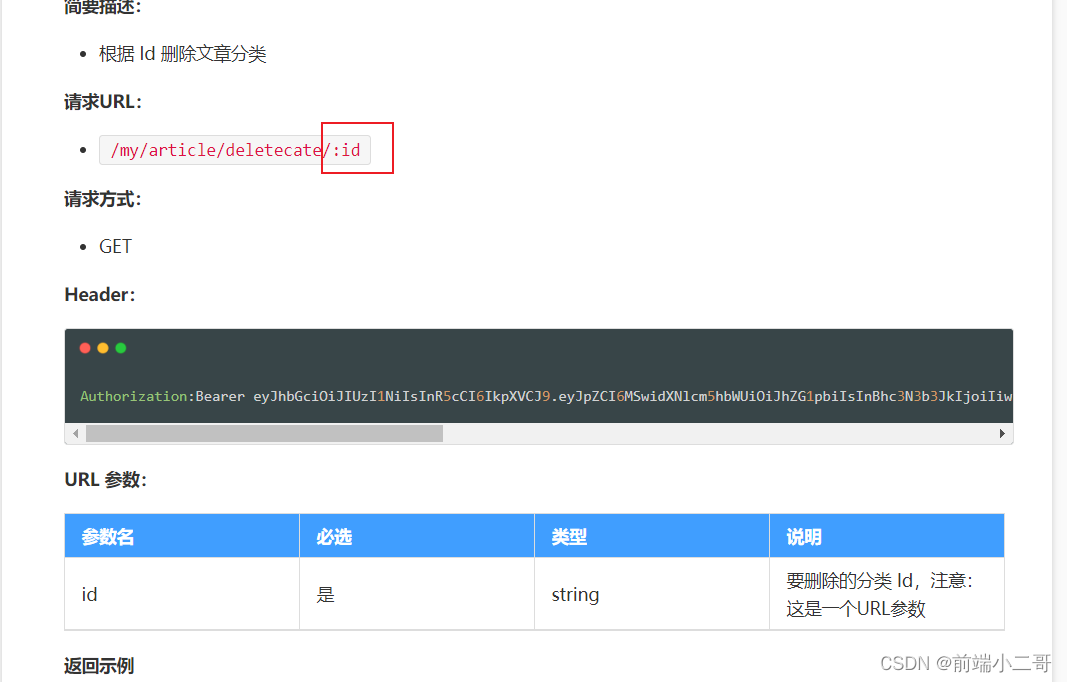 简要描述：
根据 Id 删除文章分类
请求URL：
/my/article/deletecate/:id
请求方式：
GET
Header：
Authorization:Bearer eyJhbGciOiJIUzI1NiIsInR5cCI6IkpXVCJ9.eyJpZCI6MSwidXNlcm5hbWUiOiJhZG1pbiIsInBhc3N3b3JkIjoiIiw
URL 参数：
参数名 必选 类型 说明
id 是 string 要删除的分类 Id，注意：
这是一个URL参数
返回示例
CSDN @前端小二哥